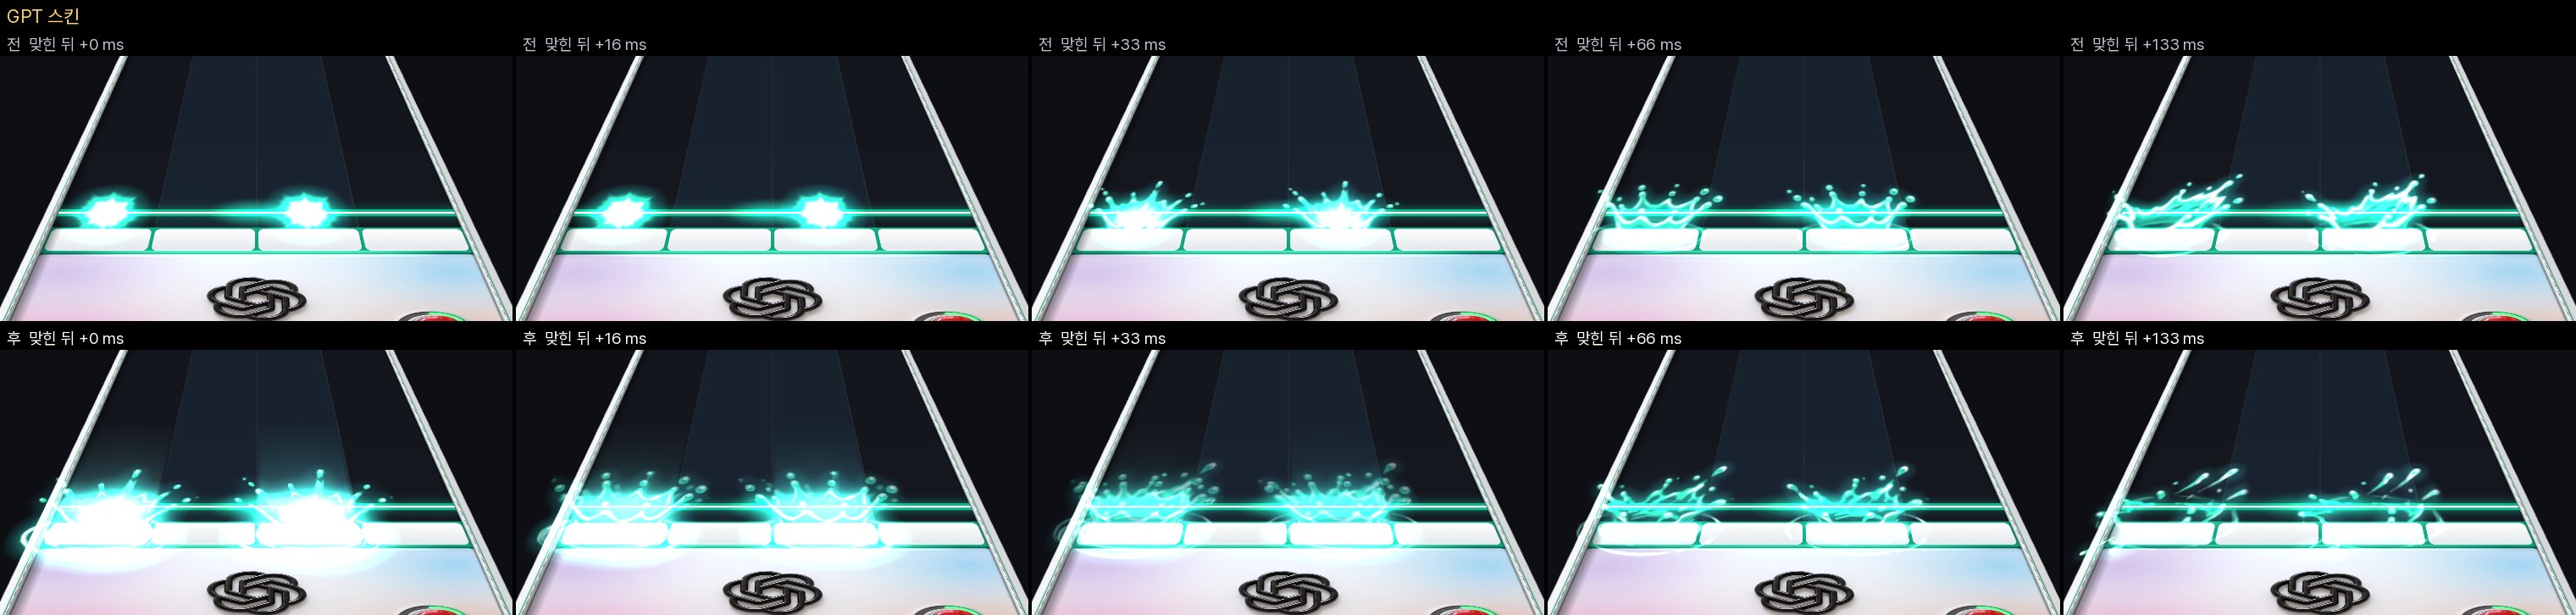 GPT 스킨
전 맞힌 뒤 +0 ms
전 맞힌 뒤 +16 ms
전 맞힌 뒤 +33 ms
전 맞힌 뒤 +66 ms
전 맞힌 뒤 +133 ms
후 맞힌 뒤 +0 ms
후 맞힌 뒤 +16 ms
후 맞힌 뒤 +33 ms
후 맞힌 뒤 +66 ms
후 맞힌 뒤 +133 ms